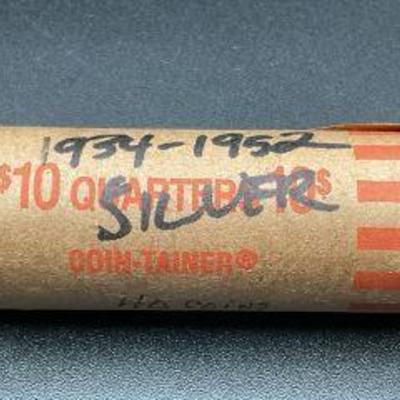 1934-1952
$10 QUARTERS 10$
SILVER
COIN-TAINER®
40 coins